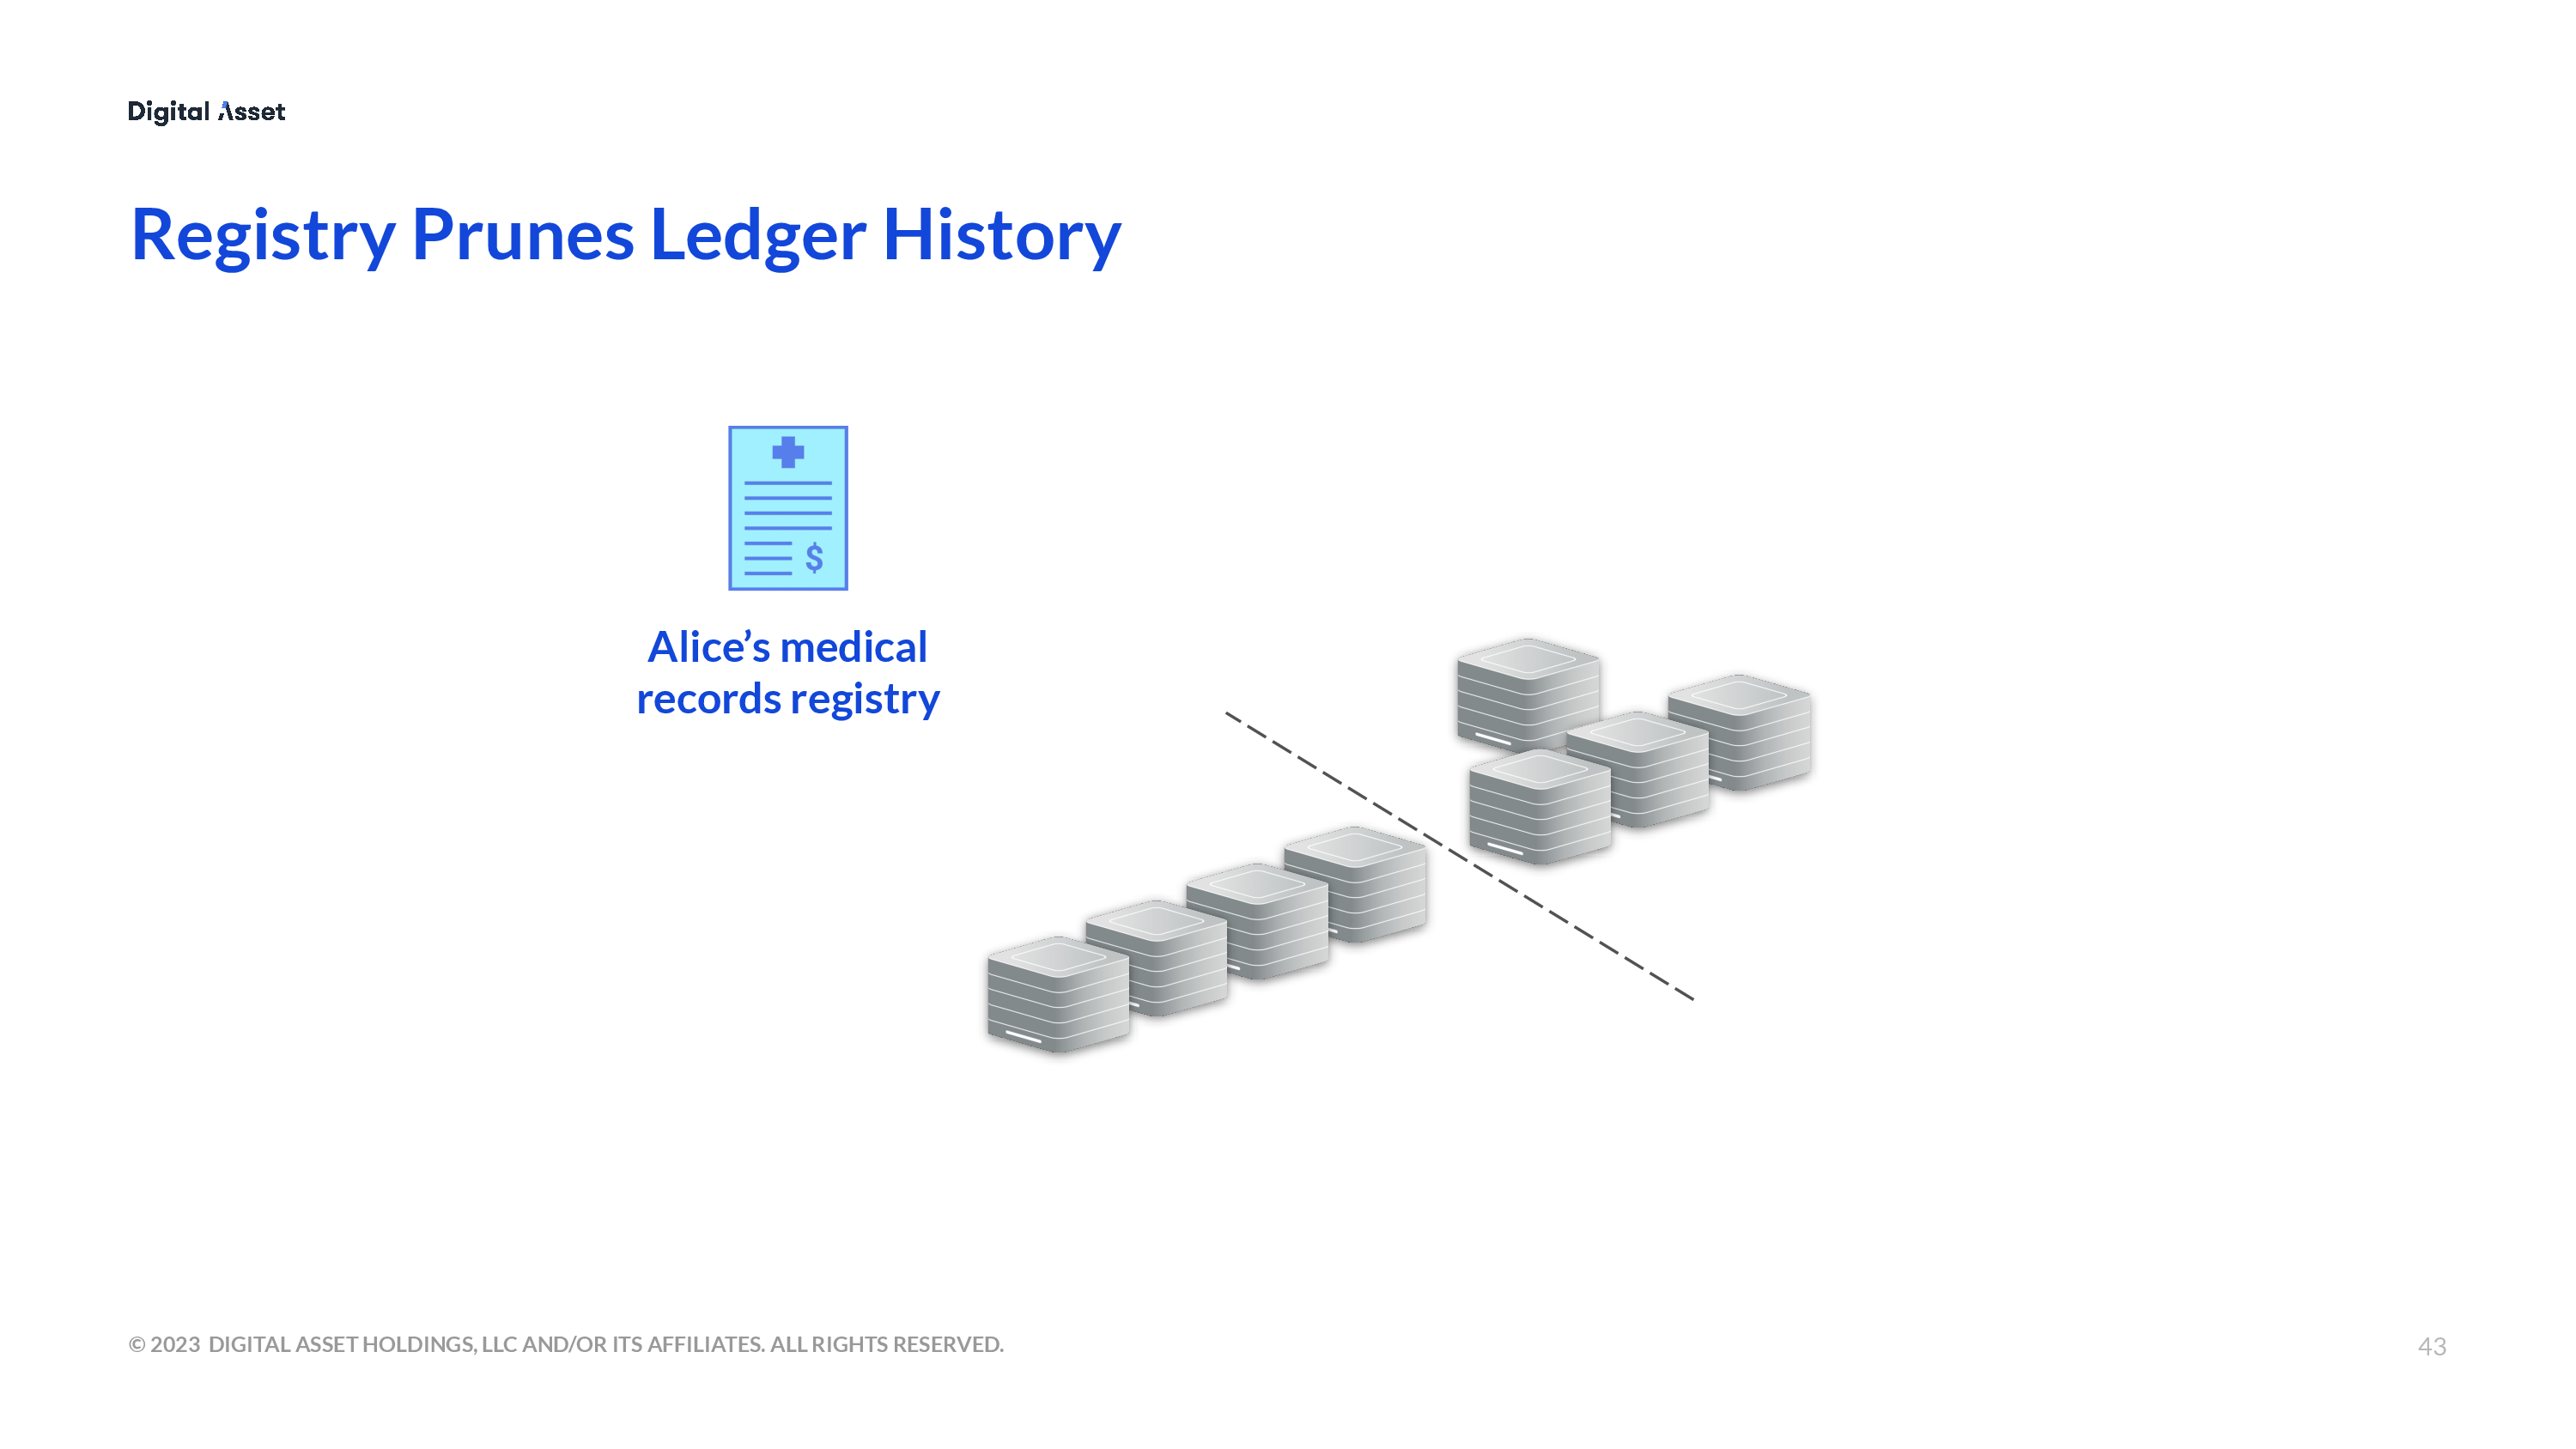 Digital Asset
Registry Prunes Ledger History
$
Alice’s medical
records registry
© 2023 DIGITAL ASSET HOLDINGS, LLC AND/OR ITS AFFILIATES. ALL RIGHTS RESERVED.
43